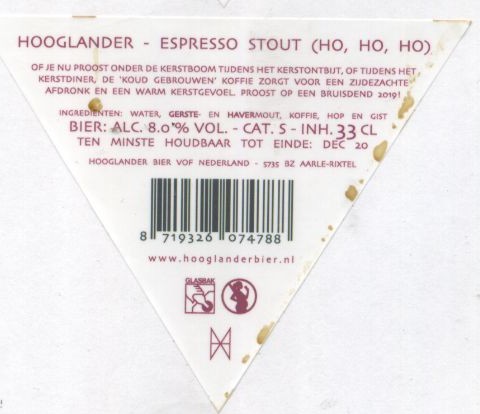 HOOGLANDER - ESPRESSO STOUT (HO, HO, HO)
OF JE NU PROOST ONDER DE KERSTBOOM TIJDENS HET KERSTONTBIJT, OF TIJDENS HET
KERSTDINER, DE 'KOUD GEBROUWEN' KOFFIE ZORGT VOOR EEN ZIJDEZACHTE
AFDRONK EN EEN WARM KERSTGEVOEL. PROOST OP EEN BRUISEND 2019!
INGREDIENTEN: WATER, GERSTE- EN HAVERMOUT, KOFFIE, HOP EN GIST
BIER: ALC. 8.0°% VOL. - CAT. S - INH. 33 CL
TEN MINSTE HOUDBAAR TOT EINDE: DEC 20
HOOGLANDER BIER VOF NEDERLAND - 5735 BZ AARLE-RIXTEL
8 719326 074788
www.hooglanderbier.nl
GLASBAK